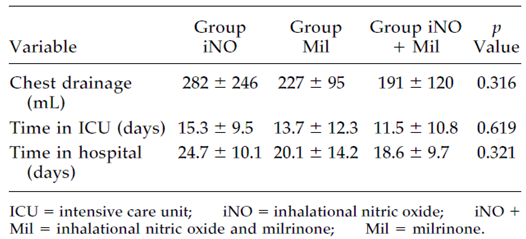 Group Group Group iNO p
Variable iNO Mil + Mil Value
Chest drainage 282 ± 246 227 ± 95 191 ± 120 0.316
(mL)
Time in ICU (days) 15.3 ± 9.5 13.7 ± 12.3 11.5 ± 10.8 0.619
Time in hospital 24.7 ± 10.1 20.1 ± 14.2 18.6 ± 9.7 0.321
(days)
ICU = intensive care unit; iNO = inhalational nitric oxide; iNO +
Mil = inhalational nitric oxide and milrinone; Mil = milrinone.